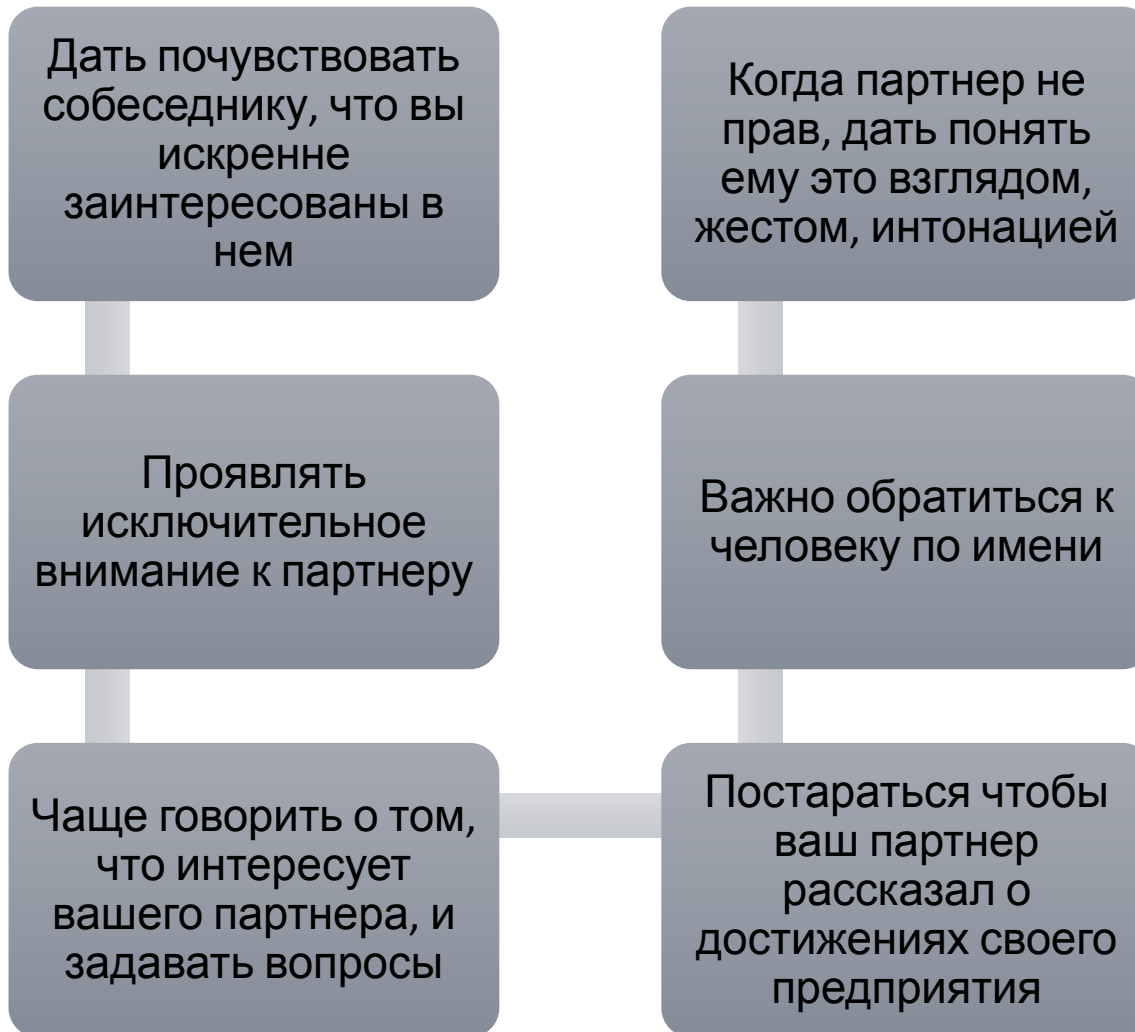 Дать почувствовать
собеседнику, что вы
искренне
заинтересованы в
нем
Проявлять
исключительное
внимание к партнеру
Чаще говорить о том,
что интересует
вашего партнера, и
задавать вопросы
Постараться чтобы
ваш партнер
рассказал о
достижениях своего
предприятия
Важно обратиться к
человеку по имени
Когда партнер не
прав, дать понять
ему это взглядом,
жестом, интонацией